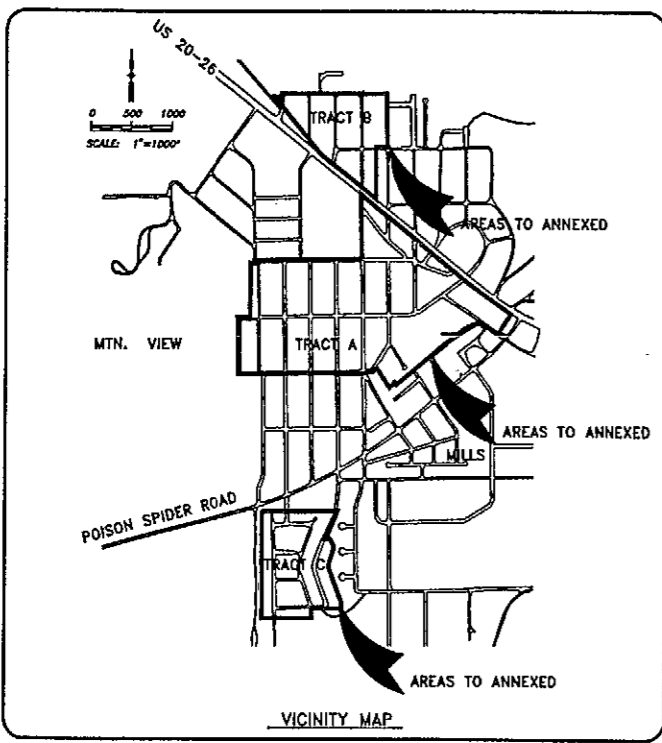 US 20-26
0 500 1000
SCALE: 1"=1000'
TRACT B
AREAS TO ANNEXED
MTN. VIEW
TRACT A
AREAS TO ANNEXED
MILLS
POISON SPIDER ROAD
TRACT C
AREAS TO ANNEXED
VICINITY MAP